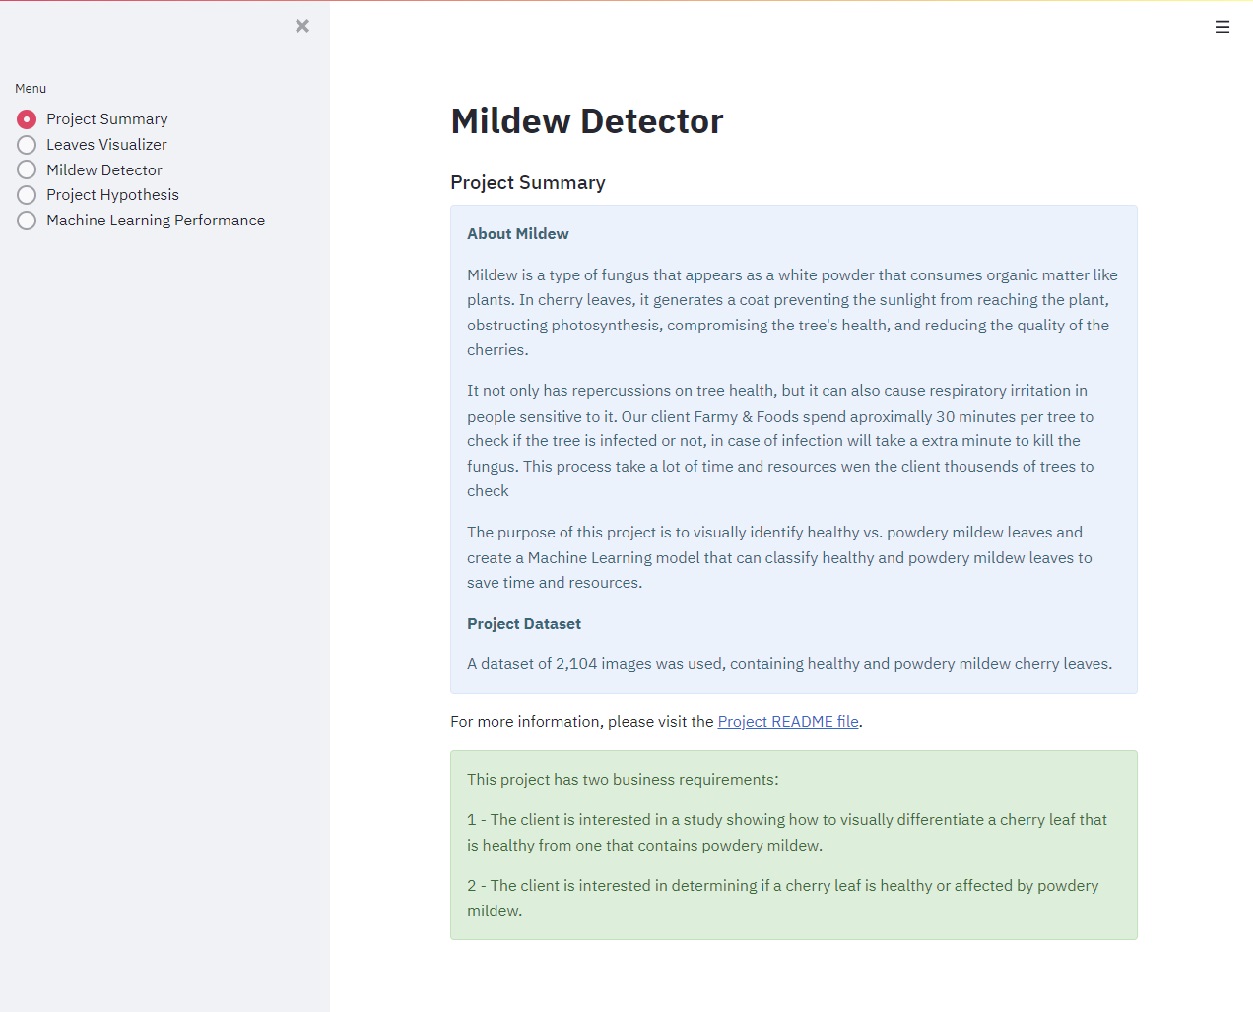 Menu
Project Summary
Leaves Visualizer
Mildew Detector
Project Hypothesis
Machine Learning Performance
Mildew Detector
Project Summary
About Mildew
Mildew is a type of fungus that appears as a white powder that consumes organic matter like
plants. In cherry leaves, it generates a coat preventing the sunlight from reaching the plant,
obstructing photosynthesis, compromising the tree's health, and reducing the quality of the
cherries.
It not only has repercussions on tree health, but it can also cause respiratory irritation in
people sensitive to it. Our client Farmy & Foods spend aproximally 30 minutes per tree to
check if the tree is infected or not, in case of infection will take a extra minute to kill the
fungus. This process take a lot of time and resources wen the client thousends of trees to
check
The purpose of this project is to visually identify healthy vs. powdery mildew leaves and
create a Machine Learning model that can classify healthy and powdery mildew leaves to
save time and resources.
Project Dataset
A dataset of 2,104 images was used, containing healthy and powdery mildew cherry leaves.
For more information, please visit the Project README file.
This project has two business requirements:
1 - The client is interested in a study showing how to visually differentiate a cherry leaf that
is healthy from one that contains powdery mildew.
2 - The client is interested in determining if a cherry leaf is healthy or affected by powdery
mildew.